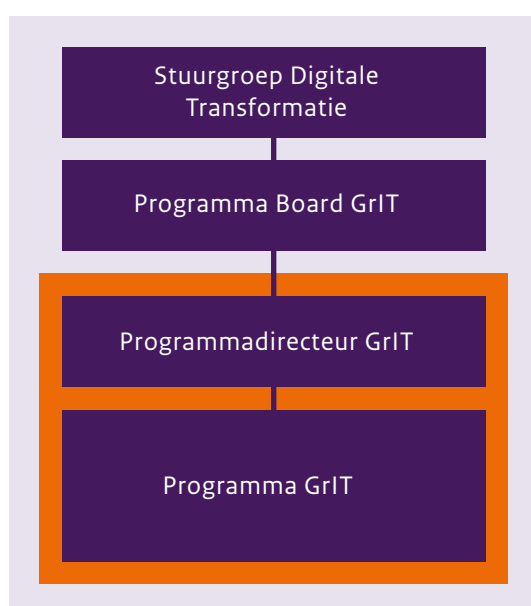 Stuurgroep Digitale
Transformatie
Programma Board GrIT
Programmadirecteur GrIT
Programma GrIT